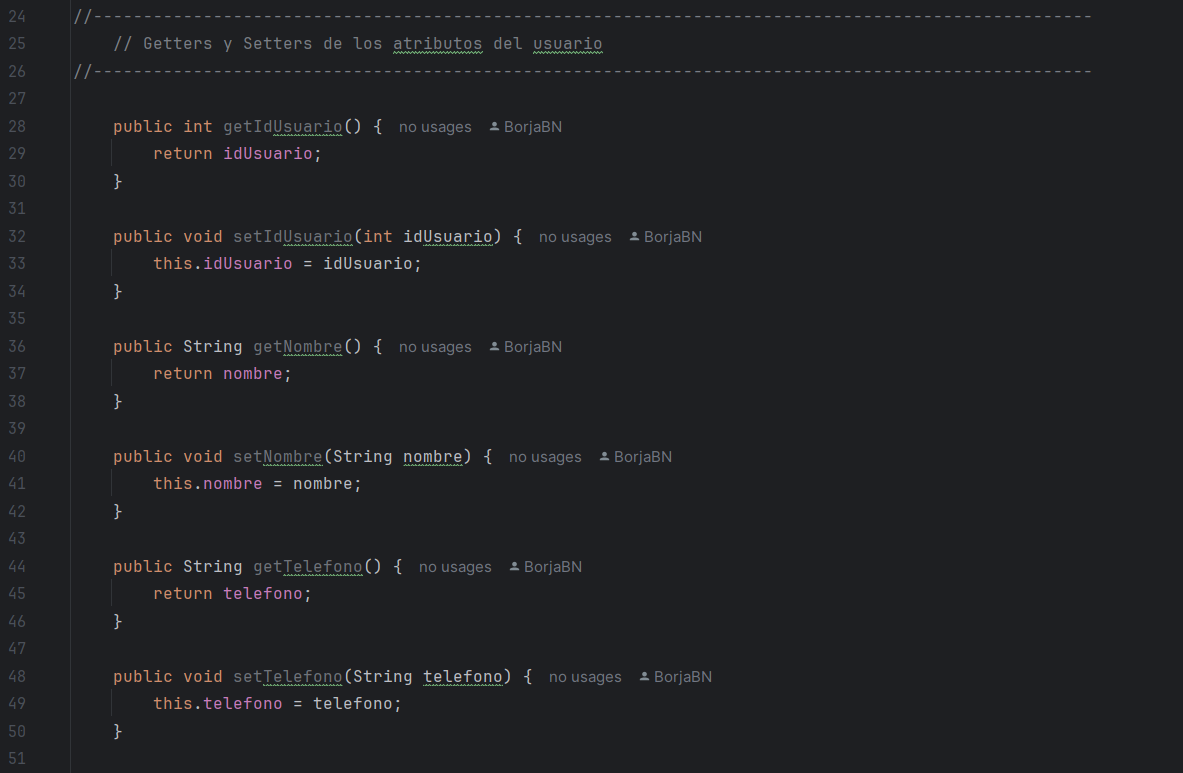 24 //----------------------------------------------------------------------------------------------------
25 // Getters y Setters de los atributos del usuario
26 //----------------------------------------------------------------------------------------------------
27
28 public int getIdUsuario() { no usages BorjaBN
29 return idUsuario;
30 }
31
32 public void setIdUsuario(int idUsuario) { no usages BorjaBN
33 this.idUsuario = idUsuario;
34 }
35
36 public String getNombre() { no usages BorjaBN
37 return nombre;
38 }
39
40 public void setNombre(String nombre) { no usages BorjaBN
41 this.nombre = nombre;
42 }
43
44 public String getTelefono() { no usages BorjaBN
45 return telefono;
46 }
47
48 public void setTelefono(String telefono) { no usages BorjaBN
49 this.telefono = telefono;
50 }
51